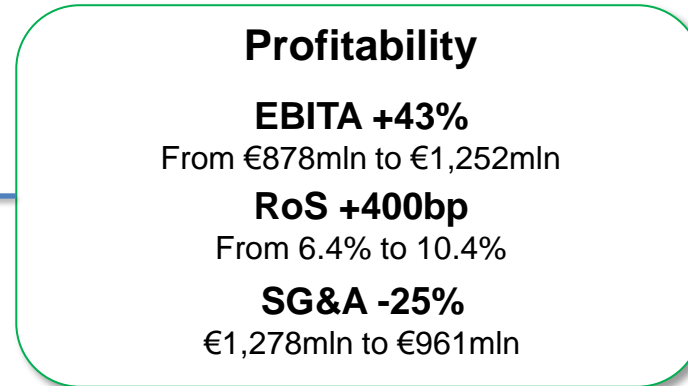 Profitability
EBITA +43%
From €878mln to €1,252mln
RoS +400bp
From 6.4% to 10.4%
SG&A -25%
€1,278mln to €961mln